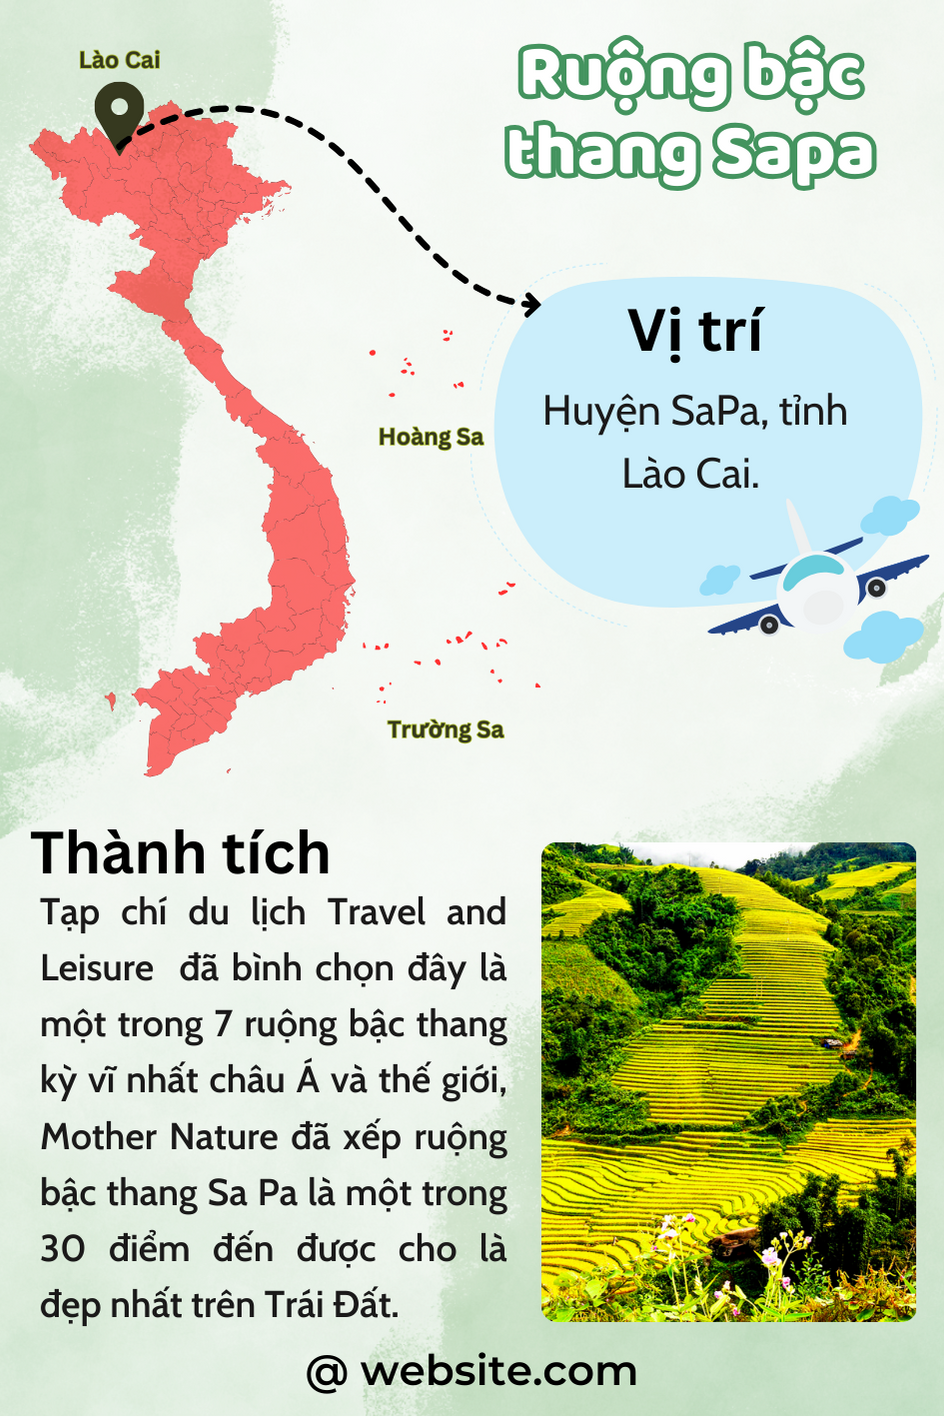 Lào Cai
Ruộng bậc
thang Sapa
Vị trí
Huyện SaPa, tỉnh
Lào Cai.
Hoàng Sa
Trường Sa
Thành tích
Tạp chí du lịch Travel and
Leisure đã bình chọn đây là
một trong 7 ruộng bậc thang
kỳ vĩ nhất châu Á và thế giới,
Mother Nature đã xếp ruộng
bậc thang Sa Pa là một trong
30 điểm đến được cho là
đẹp nhất trên Trái Đất.
@ website.com